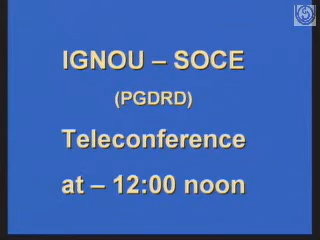 IGNOU – SOCE
(PGDRD)
Teleconference
at – 12:00 noon